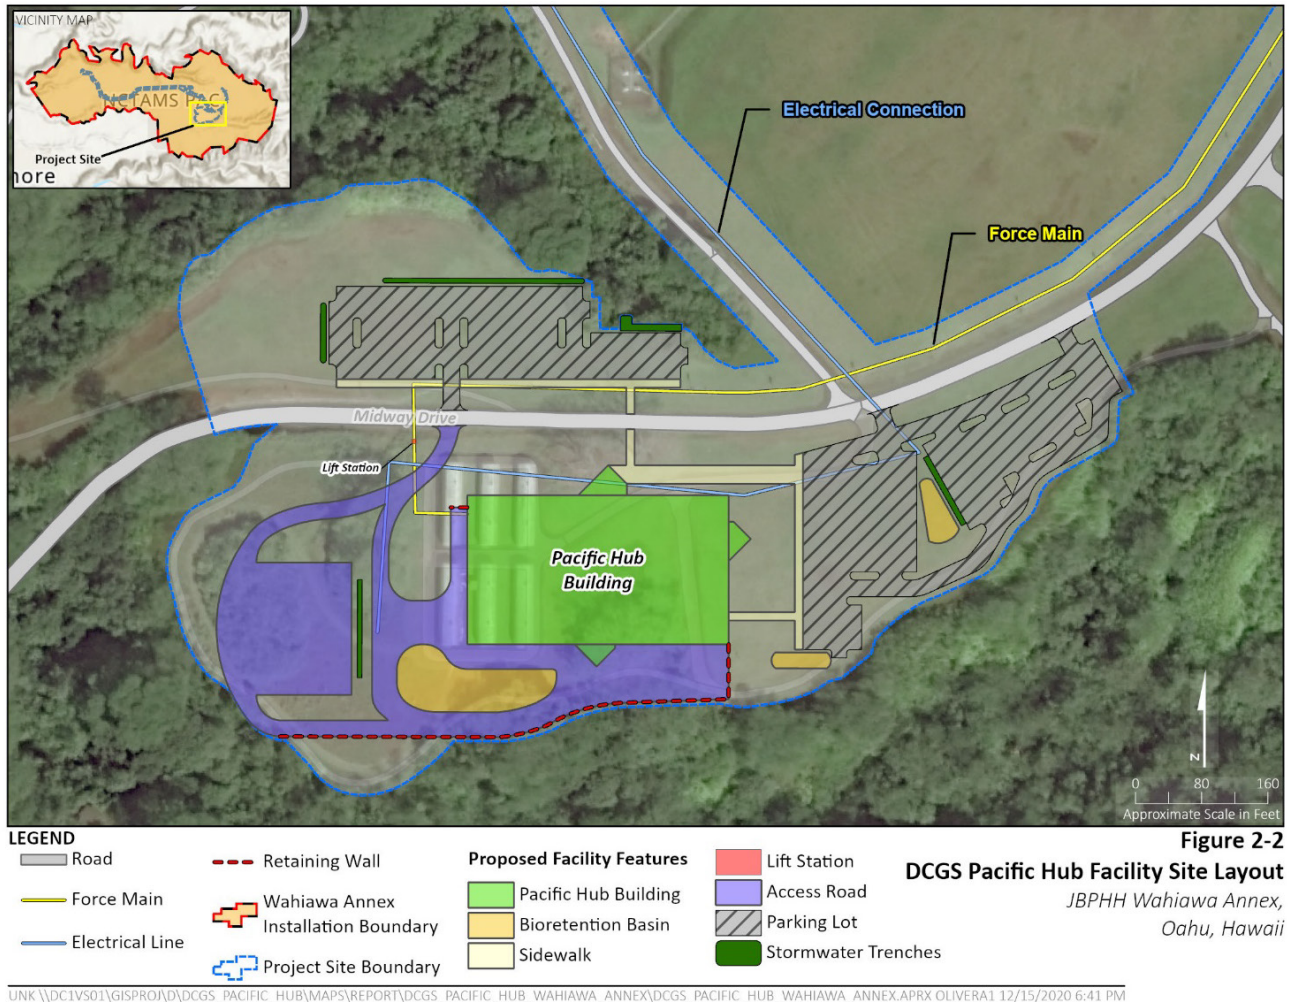 VICINITY MAP
NCTAMS PAC
Project Site
nore
Electrical Connection
Force Main
Midway Drive
Lift Station
Pacific Hub
Building
N
0 80 160
Approximate Scale in Feet
LEGEND
Road
Force Main
Electrical Line
Retaining Wall
Wahiawa Annex
Installation Boundary
Project Site Boundary
Proposed Facility Features
Pacific Hub Building
Bioretention Basin
Sidewalk
Lift Station
Access Road
Parking Lot
Stormwater Trenches
Figure 2-2
DCGS Pacific Hub Facility Site Layout
JBPHH Wahiawa Annex,
Oahu, Hawaii
UNK \\DC1VS01\GISPROJ\D\DCGS_PACIFIC_HUB\MAPS\REPORT\DCGS_PACIFIC_HUB_WAHIAWA_ANNEX\DCGS_PACIFIC_HUB_WAHIAWA_ANNEX.APRX OLIVERA1 12/15/2020 6:41 PM